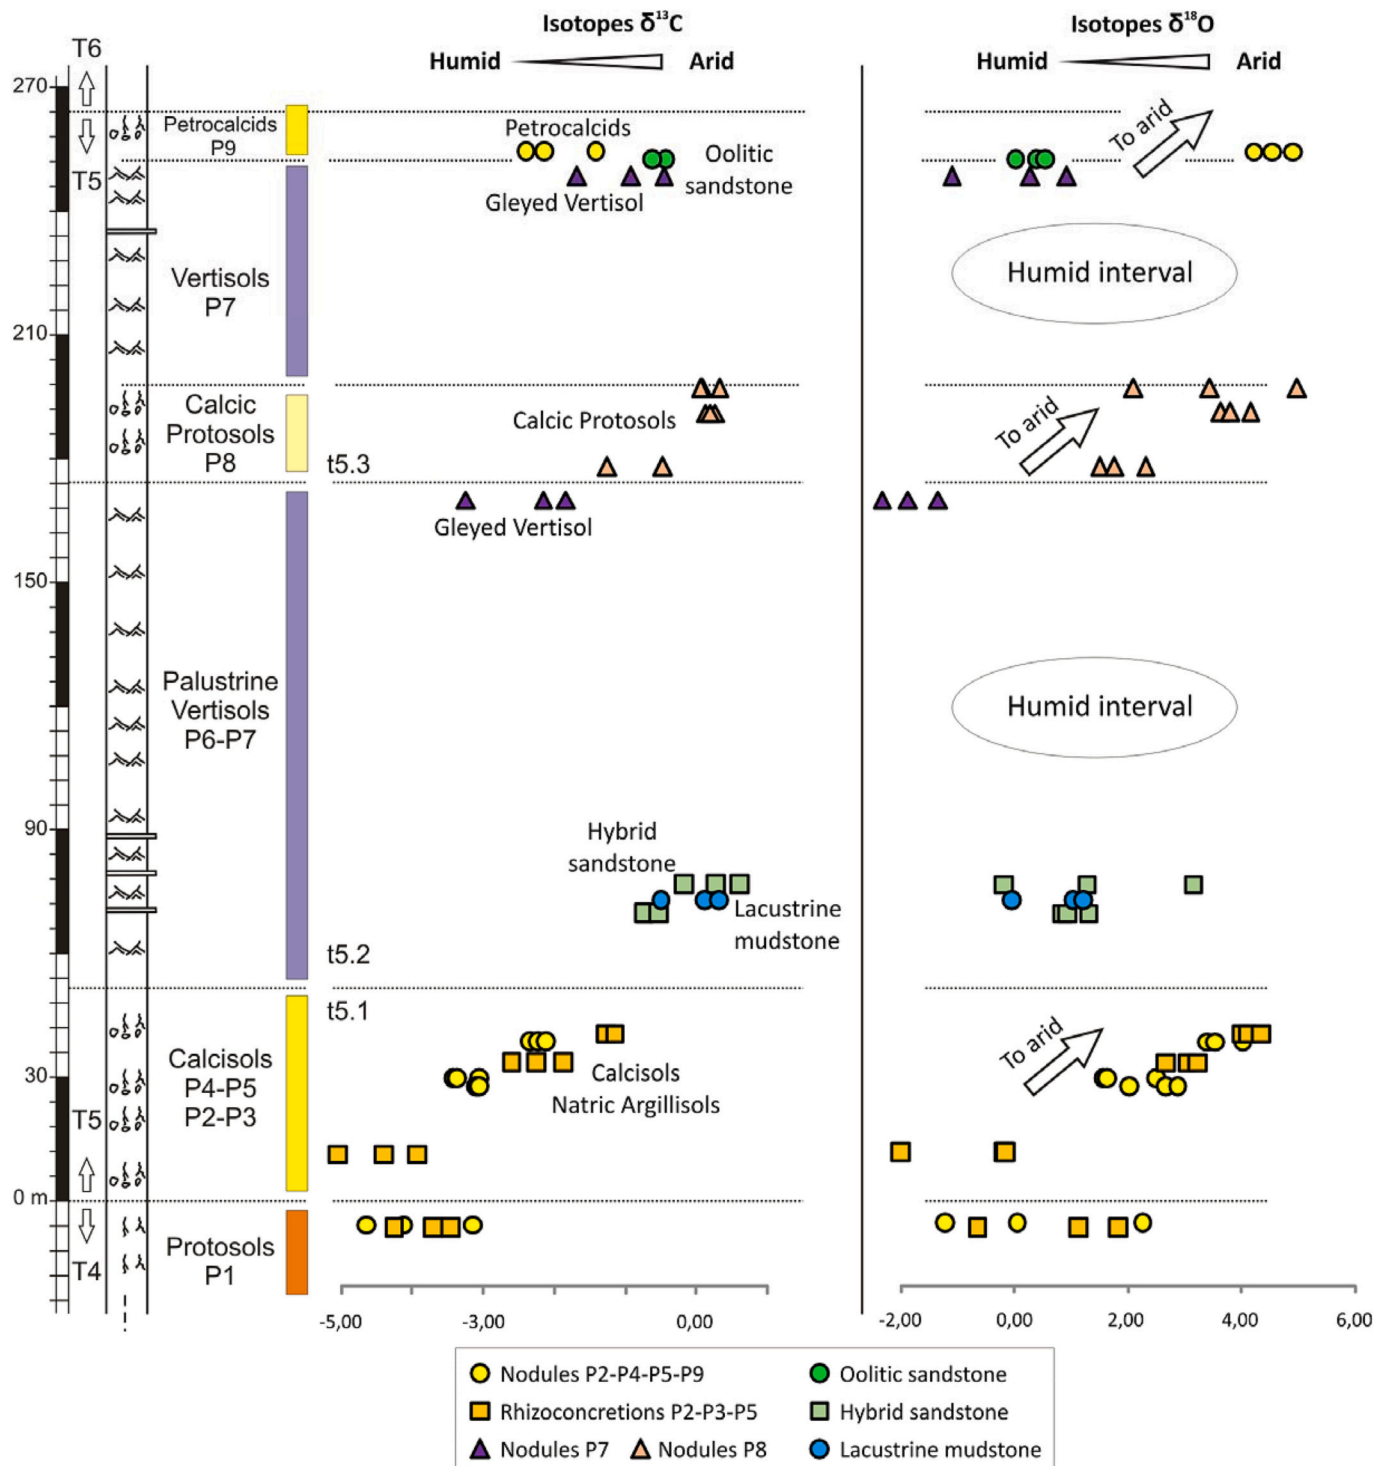 Isotopes δ¹³C
Isotopes δ¹⁸O
Humid
Arid
Humid
Arid
T6
270
Petrocalcids
P9
T5
Petrocalcids
Oolitic
sandstone
Gleyed Vertisol
To arid
Vertisols
P7
Humid interval
210
Calcic
Protosols
P8
t5.3
Calcic Protosols
To arid
Gleyed Vertisol
150
Palustrine
Vertisols
P6-P7
Humid interval
90
Hybrid
sandstone
Lacustrine
mudstone
t5.2
t5.1
Calcisols
P4-P5
P2-P3
Calcisols
Natric Argillisols
To arid
30
T5
0 m
Protosols
P1
T4
-5,00
-3,00
0,00
-2,00
0,00
2,00
4,00
6,00
Nodules P2-P4-P5-P9
Oolitic sandstone
Rhizoconcretions P2-P3-P5
Hybrid sandstone
Nodules P7
Nodules P8
Lacustrine mudstone